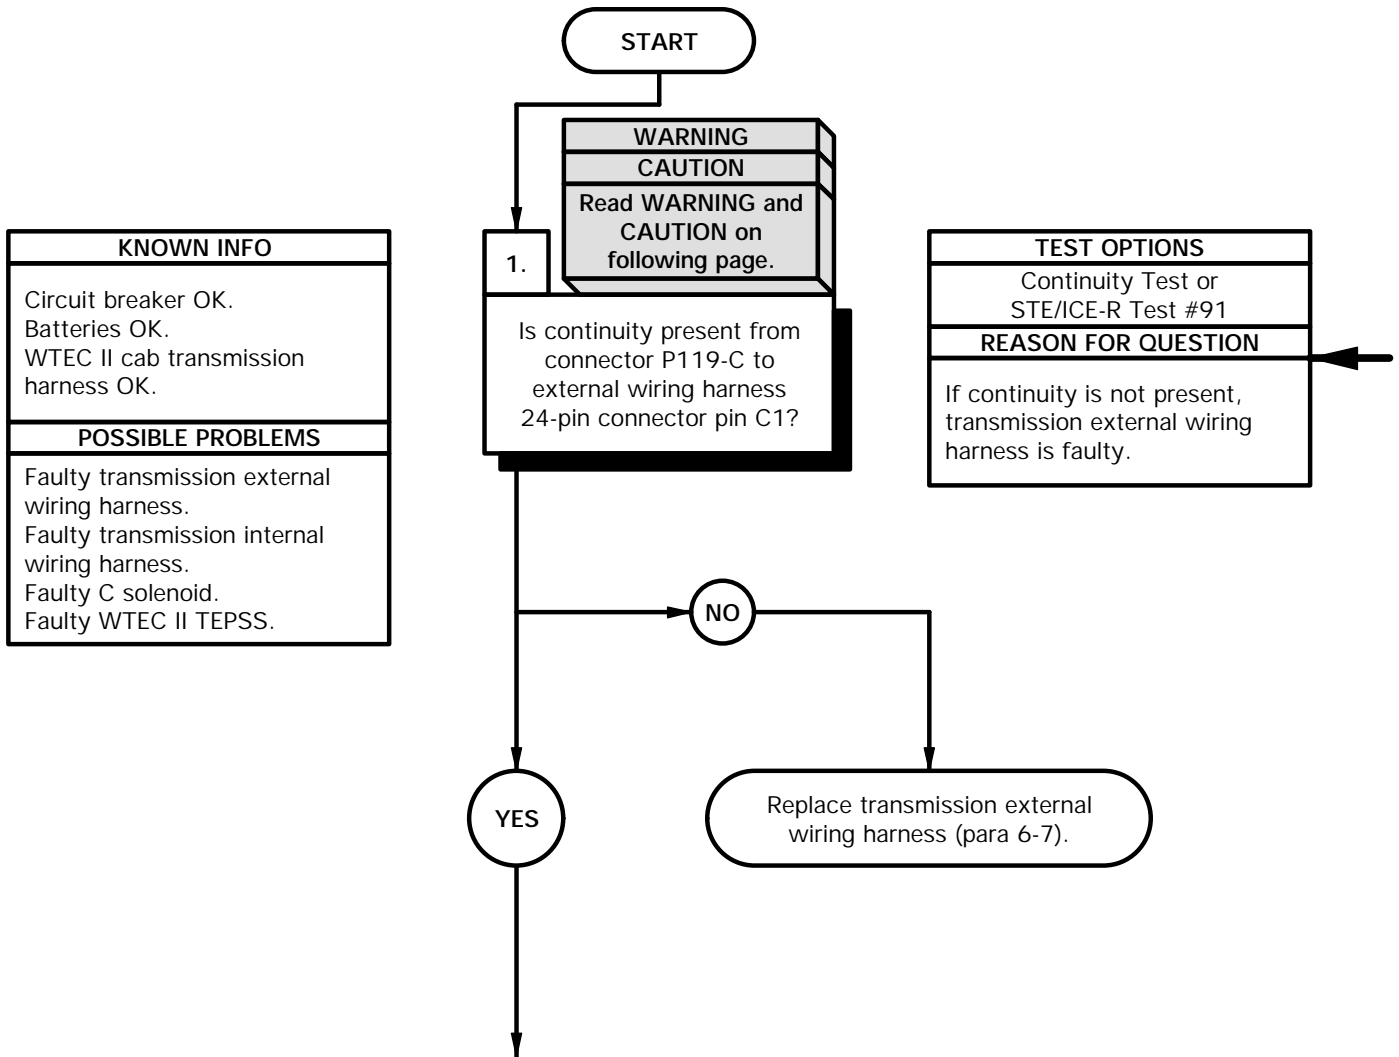 START
WARNING
CAUTION
Read WARNING and
CAUTION on
following page.
1.
Is continuity present from
connector P119-C to
external wiring harness
24-pin connector pin C1?
KNOWN INFO
Circuit breaker OK.
Batteries OK.
WTEC II cab transmission
harness OK.
POSSIBLE PROBLEMS
Faulty transmission external
wiring harness.
Faulty transmission internal
wiring harness.
Faulty C solenoid.
Faulty WTEC II TEPSS.
TEST OPTIONS
Continuity Test or
STE/ICE-R Test #91
REASON FOR QUESTION
If continuity is not present,
transmission external wiring
harness is faulty.
NO
YES
Replace transmission external
wiring harness (para 6-7).